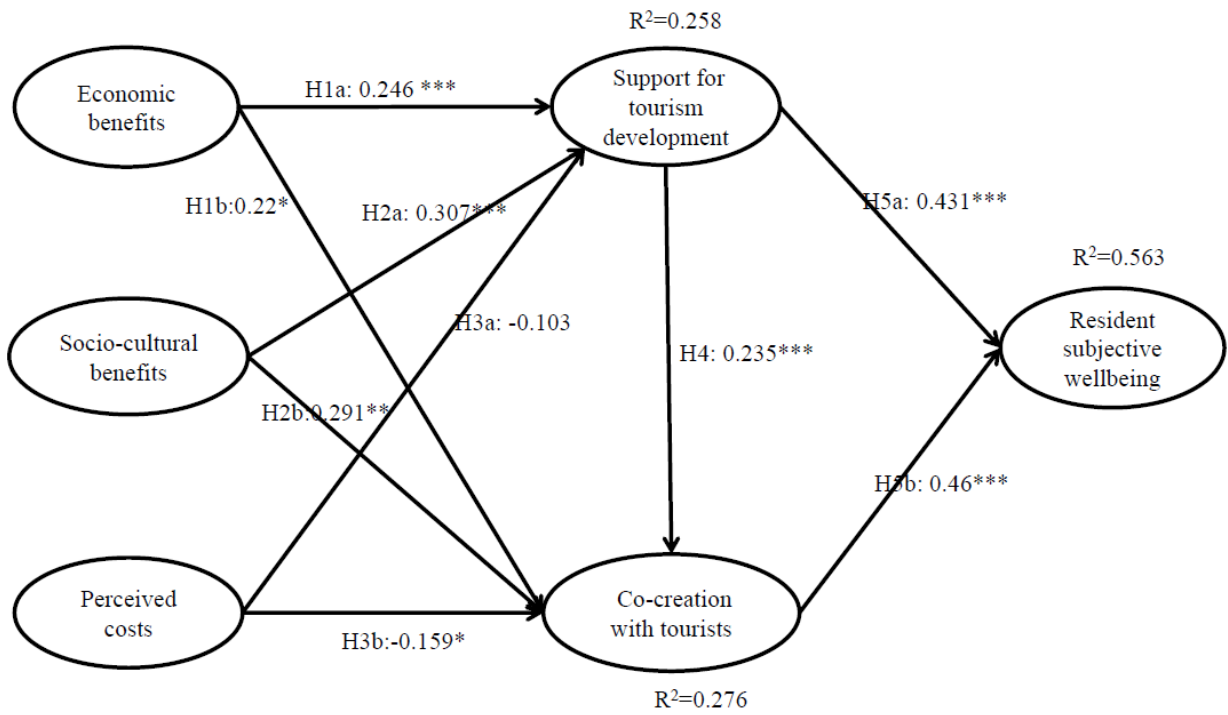 R²=0.258
Economic
benefits
H1a: 0.246 ***
Support for
tourism
development
H1b:0.22*
H2a: 0.307***
H5a: 0.431***
R²=0.563
Socio-cultural
benefits
H3a: -0.103
H4: 0.235***
Resident
subjective
wellbeing
H2b:0.291**
H5b: 0.46***
Perceived
costs
H3b:-0.159*
Co-creation
with tourists
R²=0.276